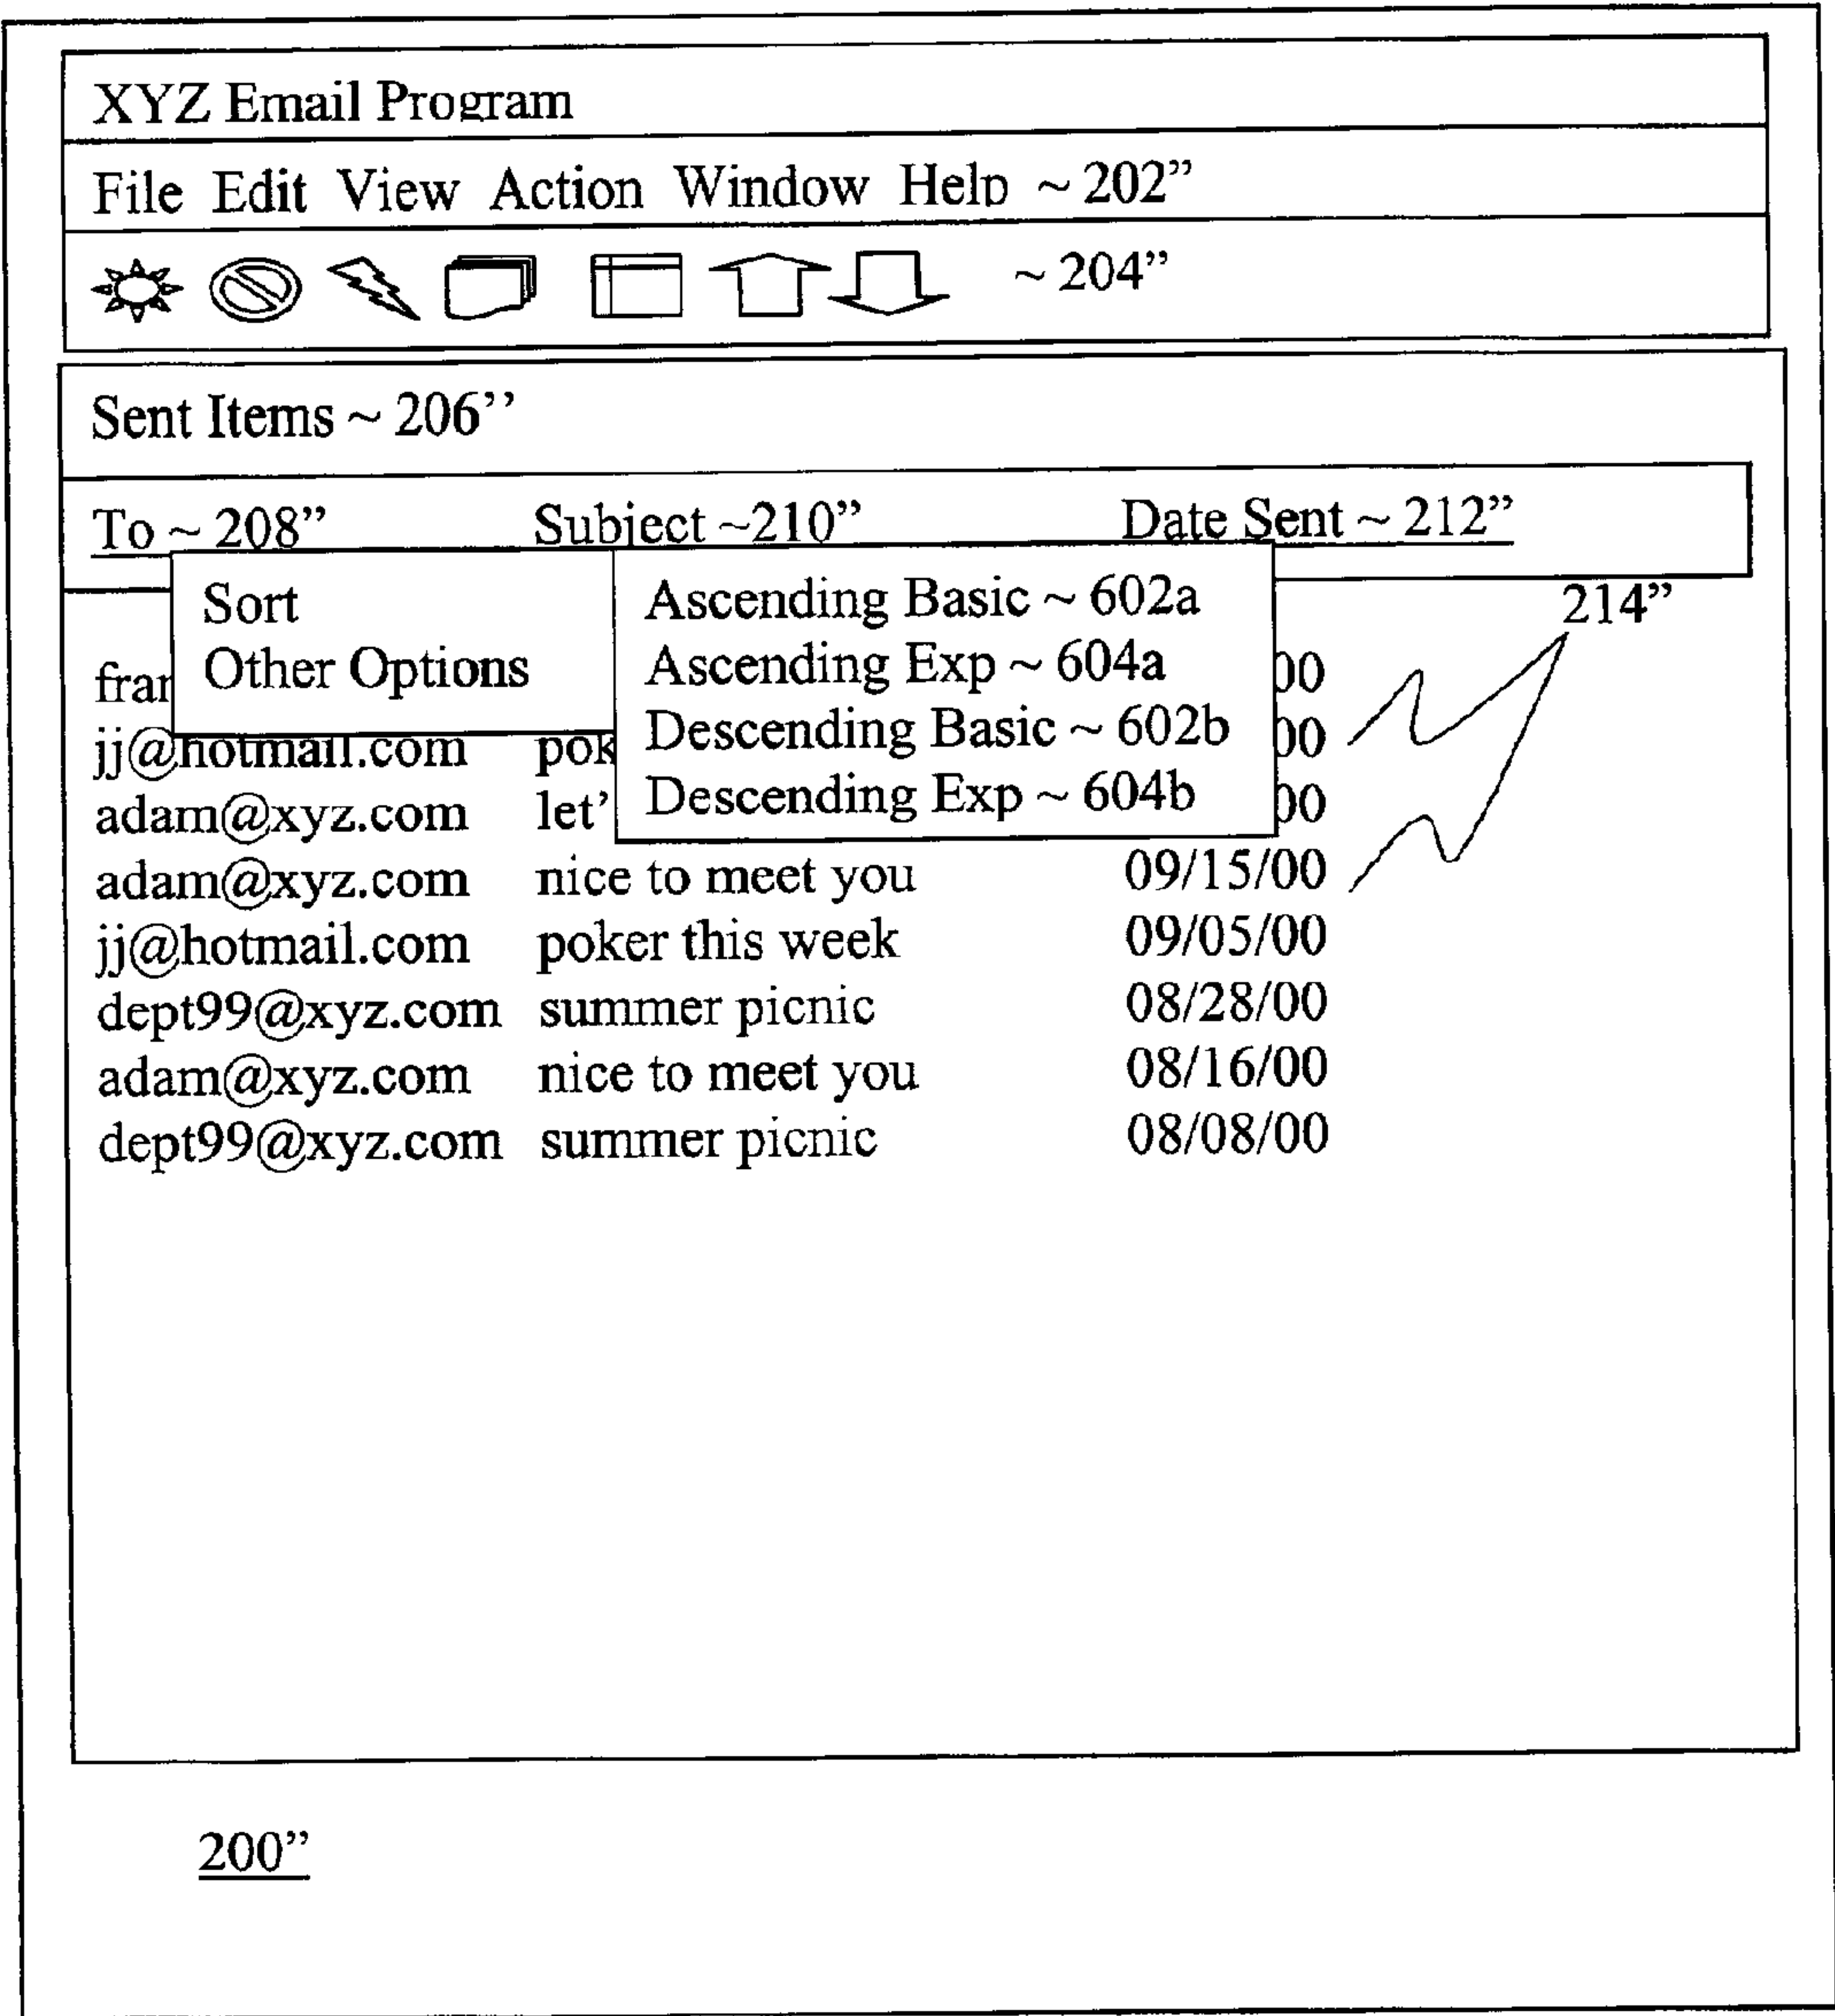 XYZ Email Program
File Edit View Action Window Help ~ 202”
~ 204”
Sent Items ~ 206’’
To ~ 208” Subject ~210” Date Sent ~ 212”
Sort
Other Options
Ascending Basic ~ 602a
Ascending Exp ~ 604a
Descending Basic ~ 602b
Descending Exp ~ 604b
214”
jj@hotmail.com
adam@xyz.com let’
adam@xyz.com nice to meet you 09/15/00
jj@hotmail.com poker this week 09/05/00
dept99@xyz.com summer picnic 08/28/00
adam@xyz.com nice to meet you 08/16/00
dept99@xyz.com summer picnic 08/08/00
200”